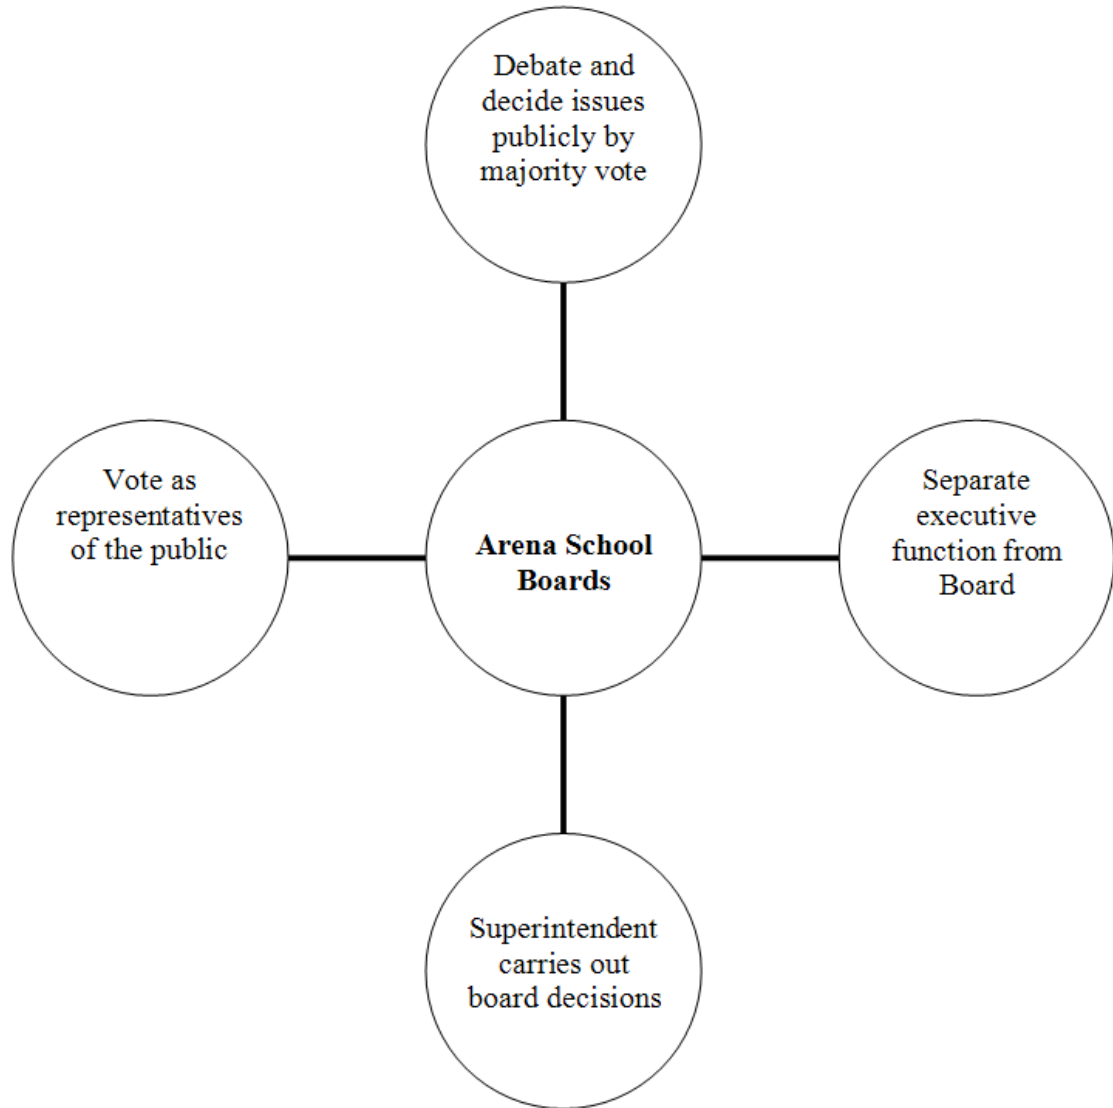 Debate and
decide issues
publicly by
majority vote
Vote as
representatives
of the public
Arena School
Boards
Separate
executive
function from
Board
Superintendent
carries out
board decisions